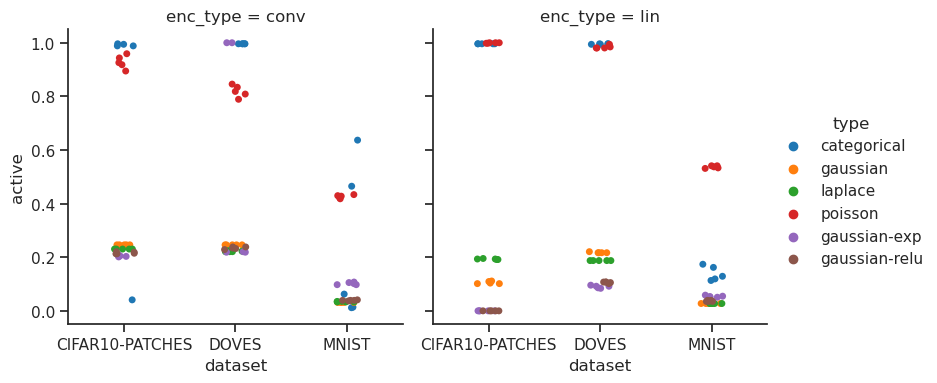 enc_type = conv
enc_type = lin
active
1.0
0.8
0.6
0.4
0.2
0.0
CIFAR10-PATCHES DOVES MNIST
dataset
CIFAR10-PATCHES DOVES MNIST
dataset
type
categorical
gaussian
laplace
poisson
gaussian-exp
gaussian-relu